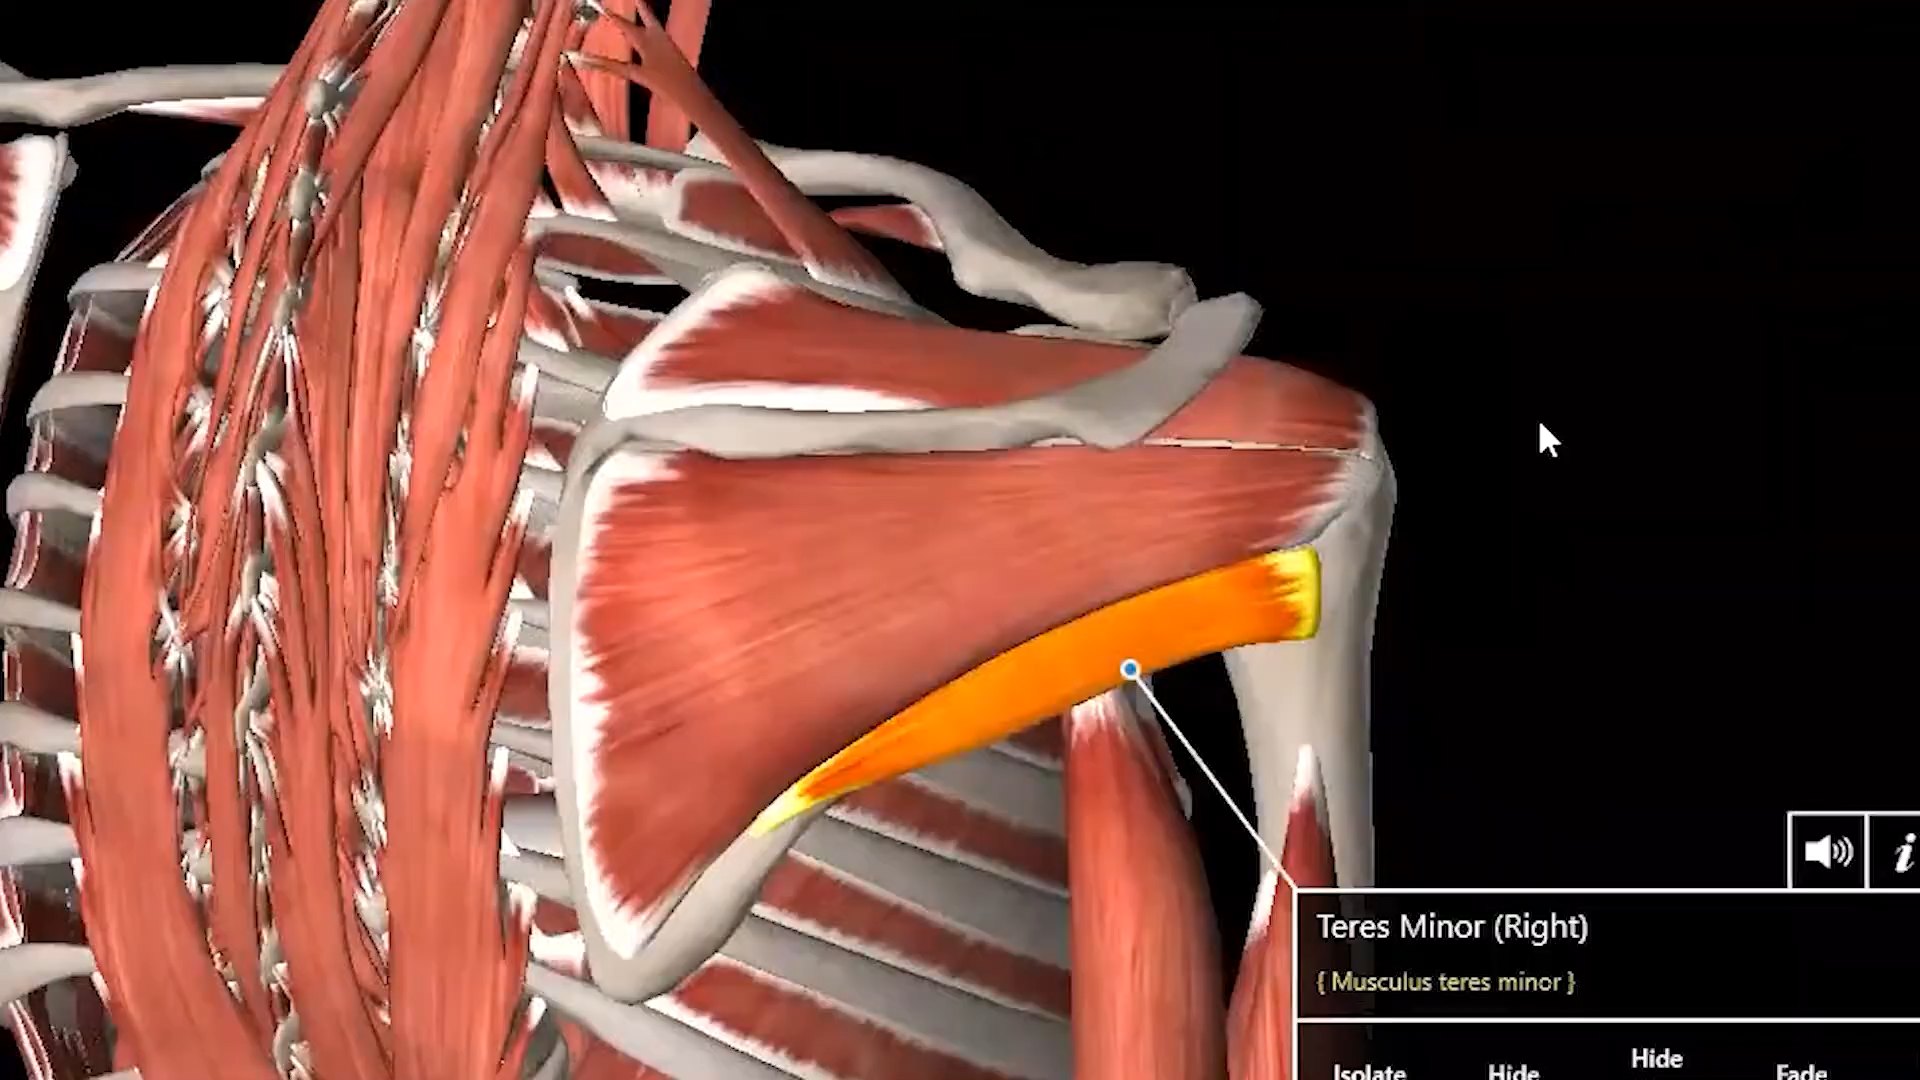 i
Teres Minor (Right)
{ Musculus teres minor }
Isolate Hide Hide Fade